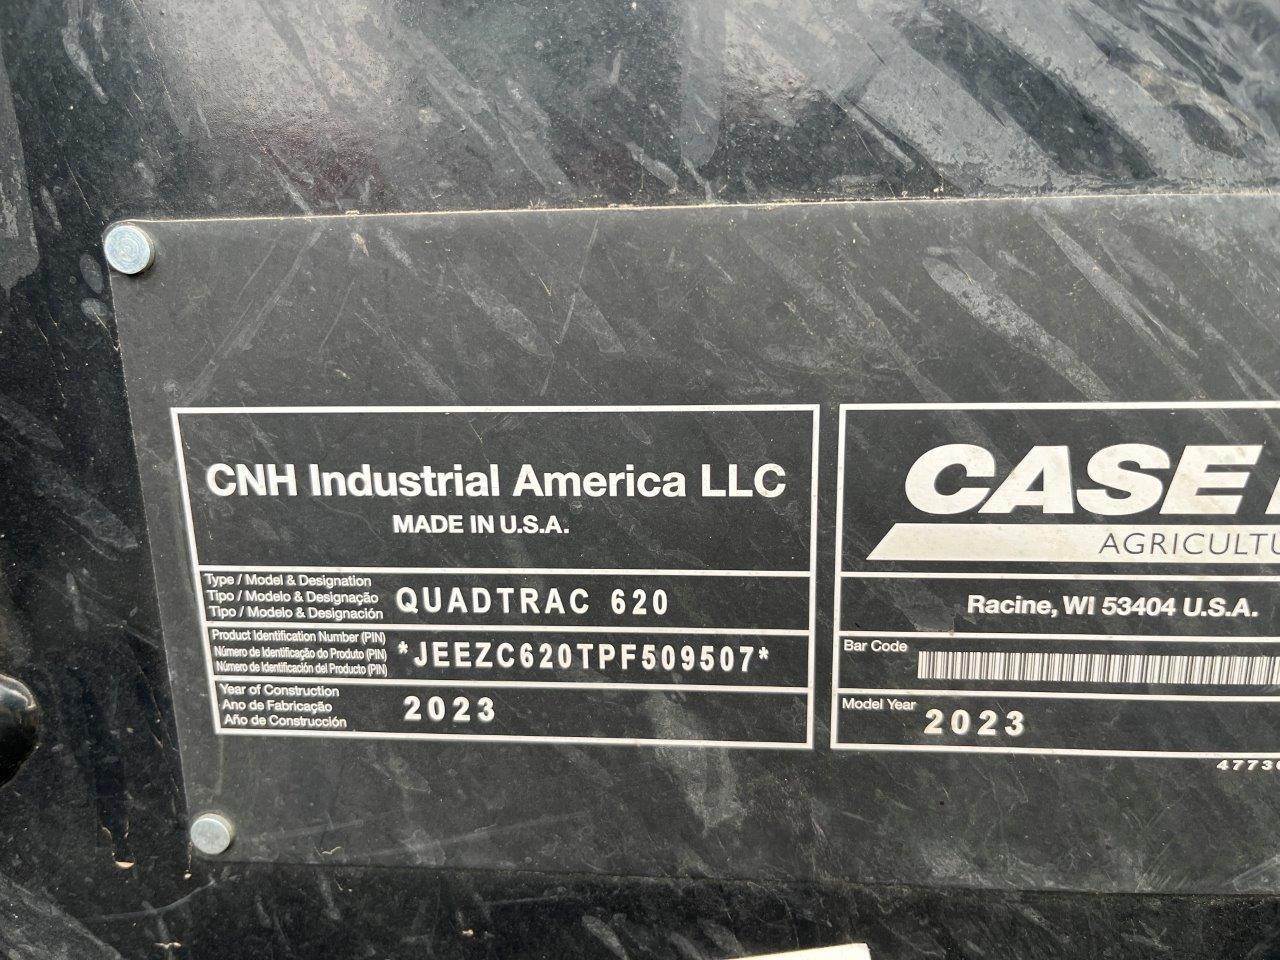 CNH Industrial America LLC
MADE IN U.S.A.
Type / Model & Designation
Tipo / Modelo & Designação
Tipo / Modelo & Designación
QUADTRAC 620
Product Identification Number (PIN)
Número de Identificação do Produto (PIN)
Número de Identificación del Producto (PIN)
*JEEZC620TPF509507*
Year of Construction
Ano de Fabricação
Año de Construcción
2023
CASE
AGRICULTU
Racine, WI 53404 U.S.A.
Bar Code
Model Year
2023
4773